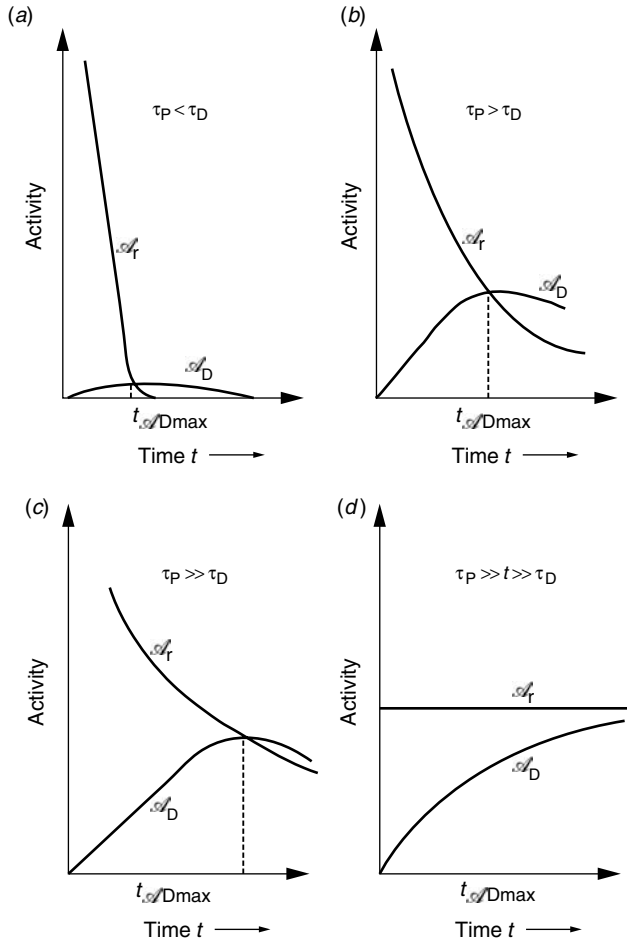 (a)
Activity
τP < τD
𝒜r
𝒜D
t𝒜Dmax
Time t
(b)
Activity
τP > τD
𝒜r
𝒜D
t𝒜Dmax
Time t
(c)
Activity
τP >> τD
𝒜r
𝒜D
t𝒜Dmax
Time t
(d)
Activity
τP >> t >> τD
𝒜r
𝒜D
t𝒜Dmax
Time t